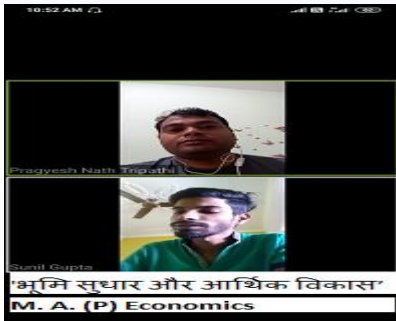 10:52 AM
Pragyesh Nath Tripathi
Sunil Gupta
'भूमि सुधार और आर्थिक विकास'
M. A. (P) Economics